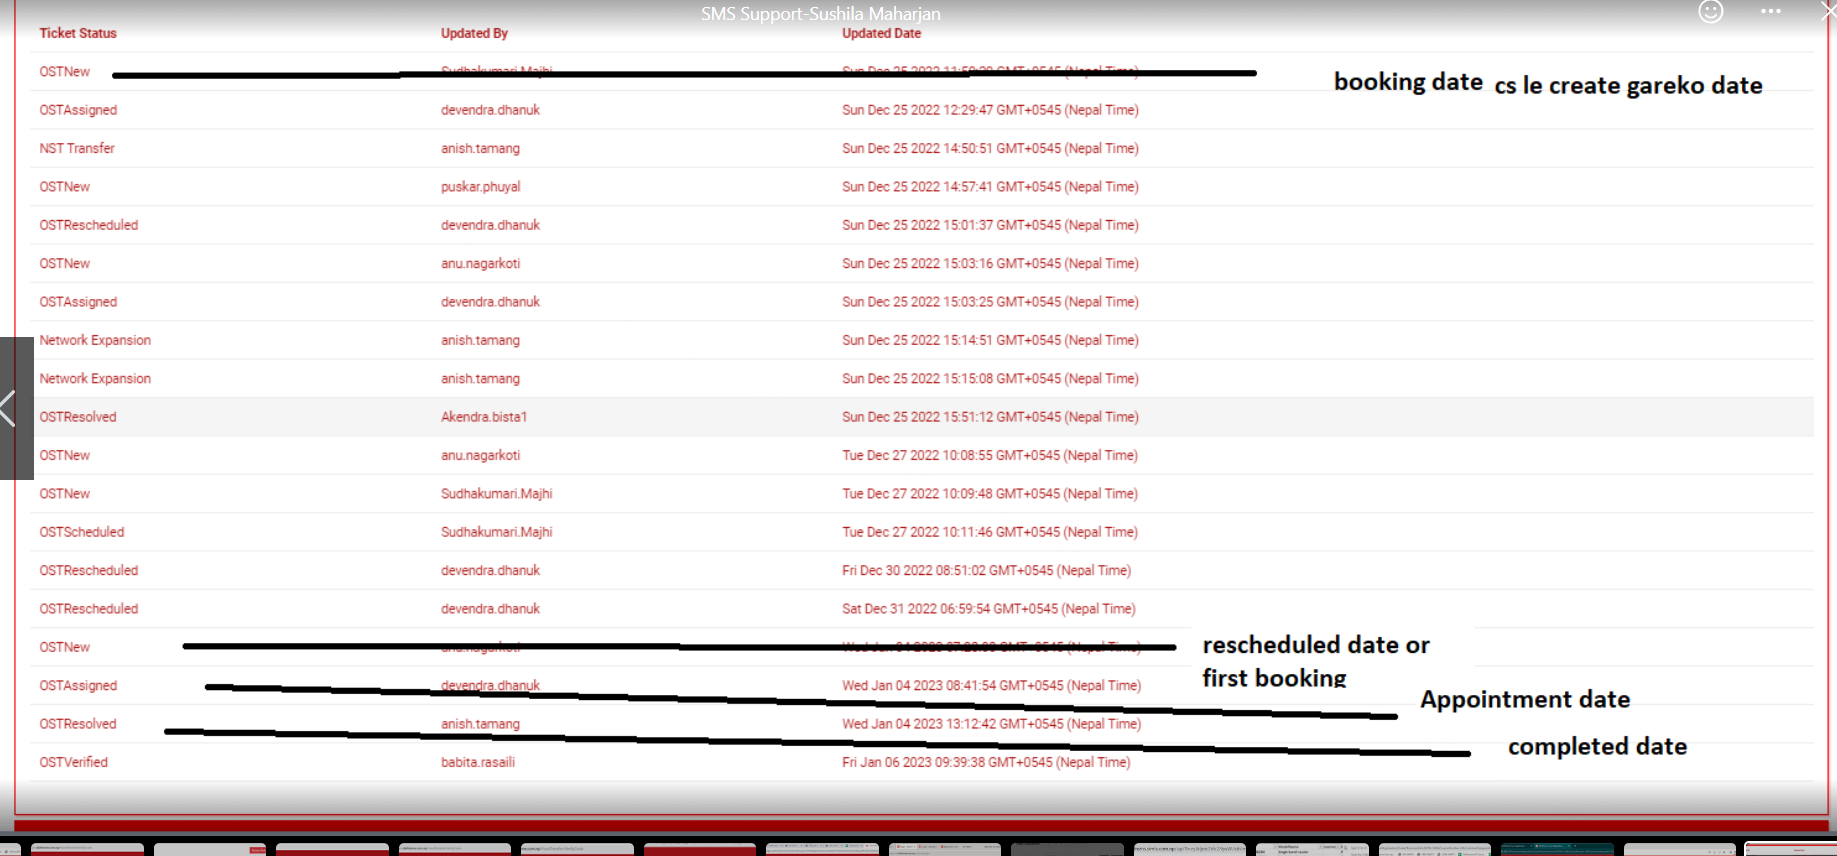 SMS Support-Sushila Maharjan
Ticket Status Updated By Updated Date
OSTNew Sudhakumari.Majhi Sun Dec 25 2022 GMT+0545 (Nepal Time) booking date cs le create gareko date
OSTAssigned devendra.dhanuk Sun Dec 25 2022 12:29:47 GMT+0545 (Nepal Time)
NST Transfer anish.tamang Sun Dec 25 2022 14:50:51 GMT+0545 (Nepal Time)
OSTNew puskar.phuyal Sun Dec 25 2022 14:57:41 GMT+0545 (Nepal Time)
OSTRescheduled devendra.dhanuk Sun Dec 25 2022 15:01:37 GMT+0545 (Nepal Time)
OSTNew anu.nagarkoti Sun Dec 25 2022 15:03:16 GMT+0545 (Nepal Time)
OSTAssigned devendra.dhanuk Sun Dec 25 2022 15:03:25 GMT+0545 (Nepal Time)
Network Expansion anish.tamang Sun Dec 25 2022 15:14:51 GMT+0545 (Nepal Time)
Network Expansion anish.tamang Sun Dec 25 2022 15:15:08 GMT+0545 (Nepal Time)
OSTResolved Akendra.bista1 Sun Dec 25 2022 15:51:12 GMT+0545 (Nepal Time)
OSTNew anu.nagarkoti Tue Dec 27 2022 10:08:55 GMT+0545 (Nepal Time)
OSTNew Sudhakumari.Majhi Tue Dec 27 2022 10:09:48 GMT+0545 (Nepal Time)
OSTScheduled Sudhakumari.Majhi Tue Dec 27 2022 10:11:46 GMT+0545 (Nepal Time)
OSTRescheduled devendra.dhanuk Fri Dec 30 2022 08:51:02 GMT+0545 (Nepal Time)
OSTRescheduled devendra.dhanuk Sat Dec 31 2022 06:59:54 GMT+0545 (Nepal Time)
OSTNew anu.nagarkoti Wed Jan 04 2023 GMT+0545 (Nepal Time) rescheduled date or
first booking
OSTAssigned devendra.dhanuk Wed Jan 04 2023 08:41:54 GMT+0545 (Nepal Time) Appointment date
OSTResolved anish.tamang Wed Jan 04 2023 13:12:42 GMT+0545 (Nepal Time) completed date
OSTVerified babita.rasaili Fri Jan 06 2023 09:39:38 GMT+0545 (Nepal Time)